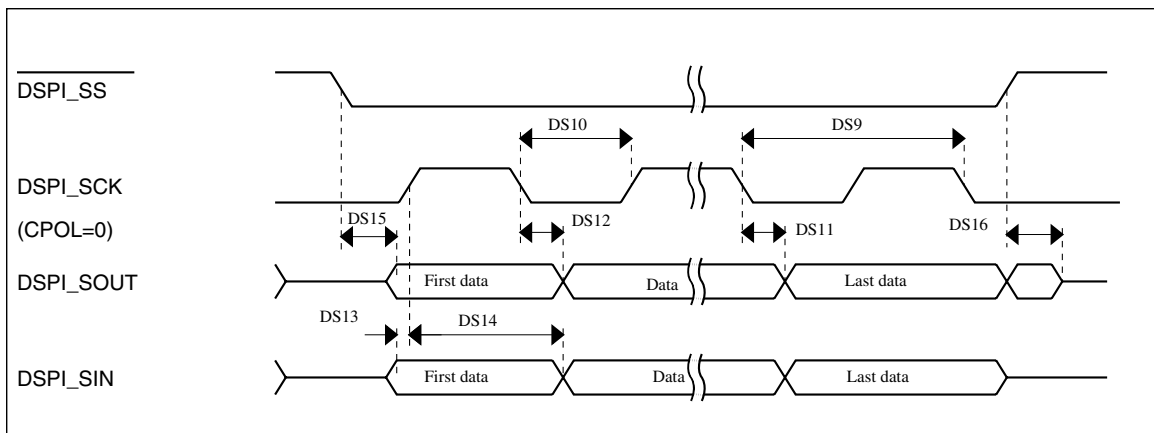 DSPI_SS
DS10
DS9
DSPI_SCK
(CPOL=0)
DS15
DS12
DS11
DS16
DSPI_SOUT
First data
Data
Last data
DS13
DS14
DSPI_SIN
First data
Data
Last data